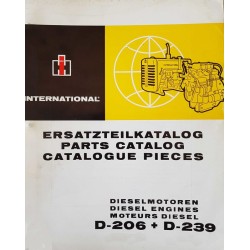 INTERNATIONAL®
ERSATZTEILKATALOG
PARTS CATALOG
CATALOGUE PIECES
DIESELMOTOREN
DIESEL ENGINES
MOTEURS DIESEL
D-206 + D-239